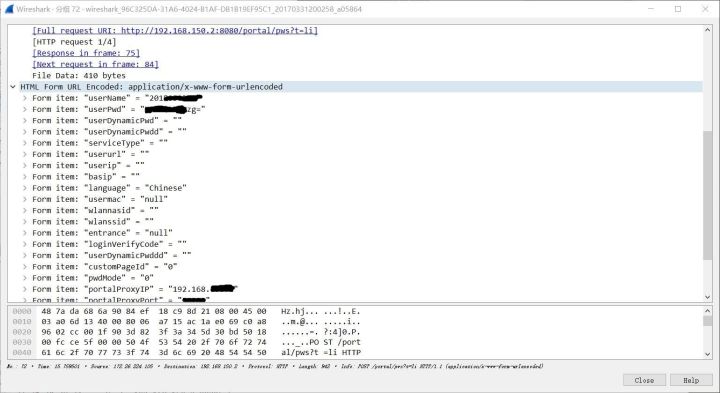 Wireshark · 分组 72 · wireshark_96C325DA-31A6-4024-B1AF-DB1B19EF95C1_20170331200258_a05864
[Full request URI: http://192.168.150.2:8080/portal/pws?t=li]
[HTTP request 1/4]
[Response in frame: 75]
[Next request in frame: 84]
File Data: 410 bytes
HTML Form URL Encoded: application/x-www-form-urlencoded
Form item: "userName" = "201
Form item: "userPwd" = "zg="
Form item: "userDynamicPwd" = ""
Form item: "userDynamicPwdd" = ""
Form item: "serviceType" = ""
Form item: "userurl" = ""
Form item: "userip" = ""
Form item: "basip" = ""
Form item: "language" = "Chinese"
Form item: "usermac" = "null"
Form item: "wlannasid" = ""
Form item: "wlanssid" = ""
Form item: "entrance" = "null"
Form item: "loginVerifyCode" = ""
Form item: "userDynamicPwddd" = ""
Form item: "customPageId" = "0"
Form item: "pwdMode" = "0"
Form item: "portalProxyIP" = "192.168.
Form item: "portalProxyPort" = "
0000 48 7a da 68 6a 90 84 ef 18 c9 8d 21 08 00 45 00 Hz.hj... ...!..E.
0010 03 a0 6d 13 40 00 80 06 a7 15 ac 1a e0 69 c0 a8 ..m.@... .....i..
0020 96 02 cc 00 1f 90 3d 82 3f 3a 34 5d 30 bd 50 18 ......=. ?:4]0.P.
0030 00 fc ce 5f 00 00 50 4f 53 54 20 2f 70 6f 72 74 ..._..PO ST /port
0040 61 6c 2f 70 77 73 3f 74 3d 6c 69 20 48 54 54 50 al/pws?t =li HTTP
No.: 72 · Time: 15.759501 · Source: 172.26.224.105 · Destination: 192.168.150.2 · Protocol: HTTP · Length: 942 · Info: POST /portal/pws?t=li HTTP/1.1 (application/x-www-form-urlencoded)
Close Help